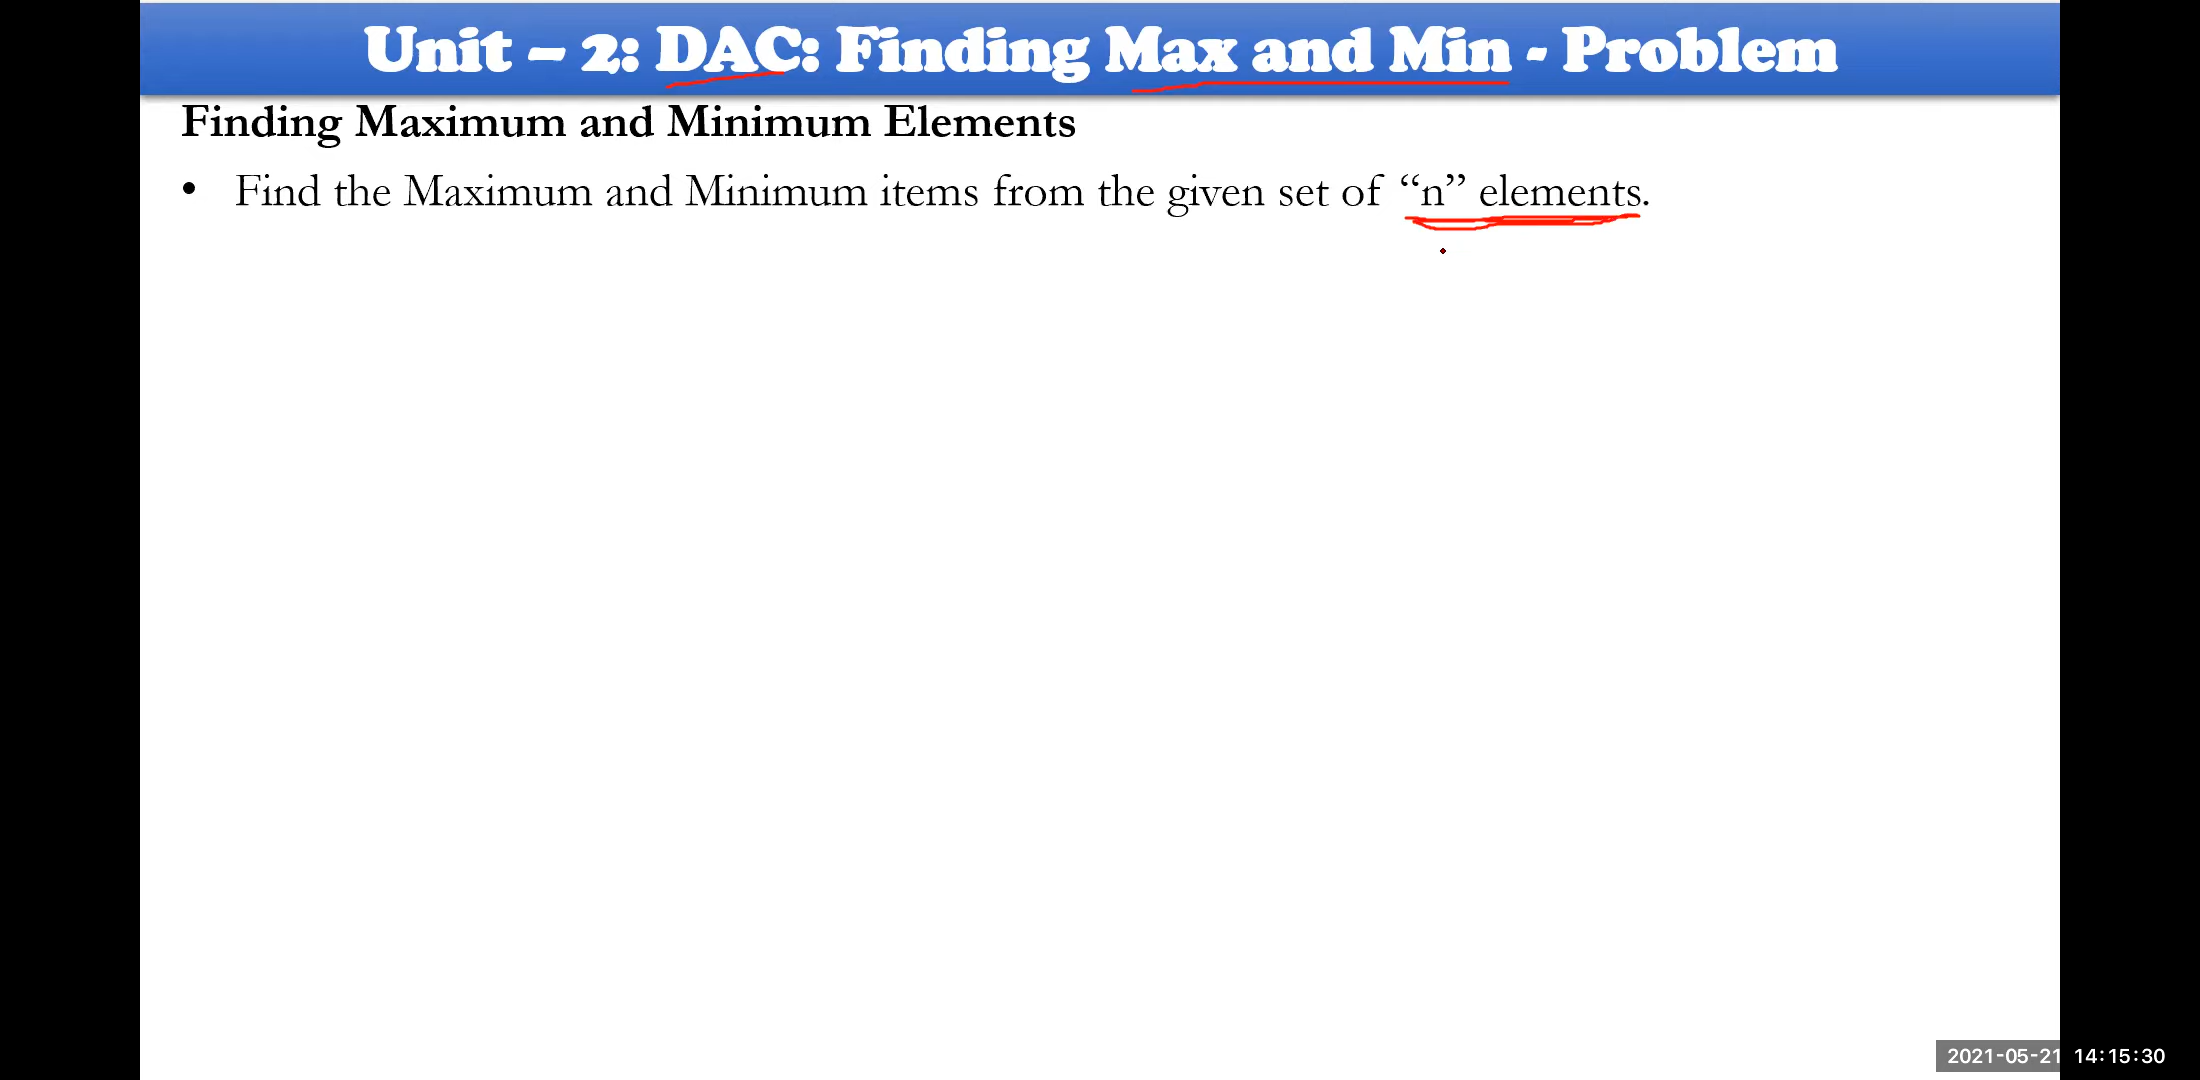 Unit – 2: DAC: Finding Max and Min - Problem
Finding Maximum and Minimum Elements
• Find the Maximum and Minimum items from the given set of “n” elements.
2021-05-21 14:15:30